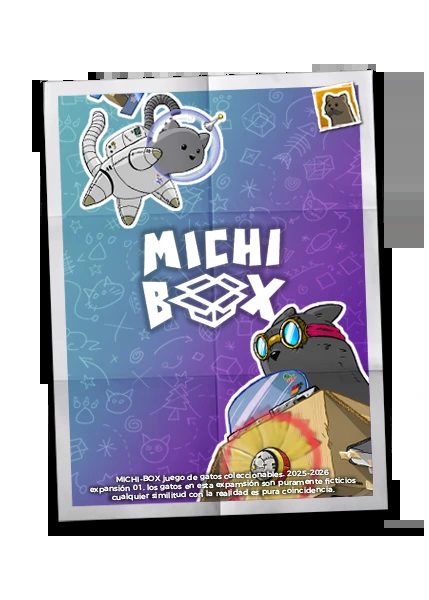 MICHI
BOX
MICHI-BOX juego de gatos coleccionables. 2025-2026
expansión 01. los gatos en esta expamsión son puramente ficticios
cualquier similitud con la realidad es pura coincidencia.